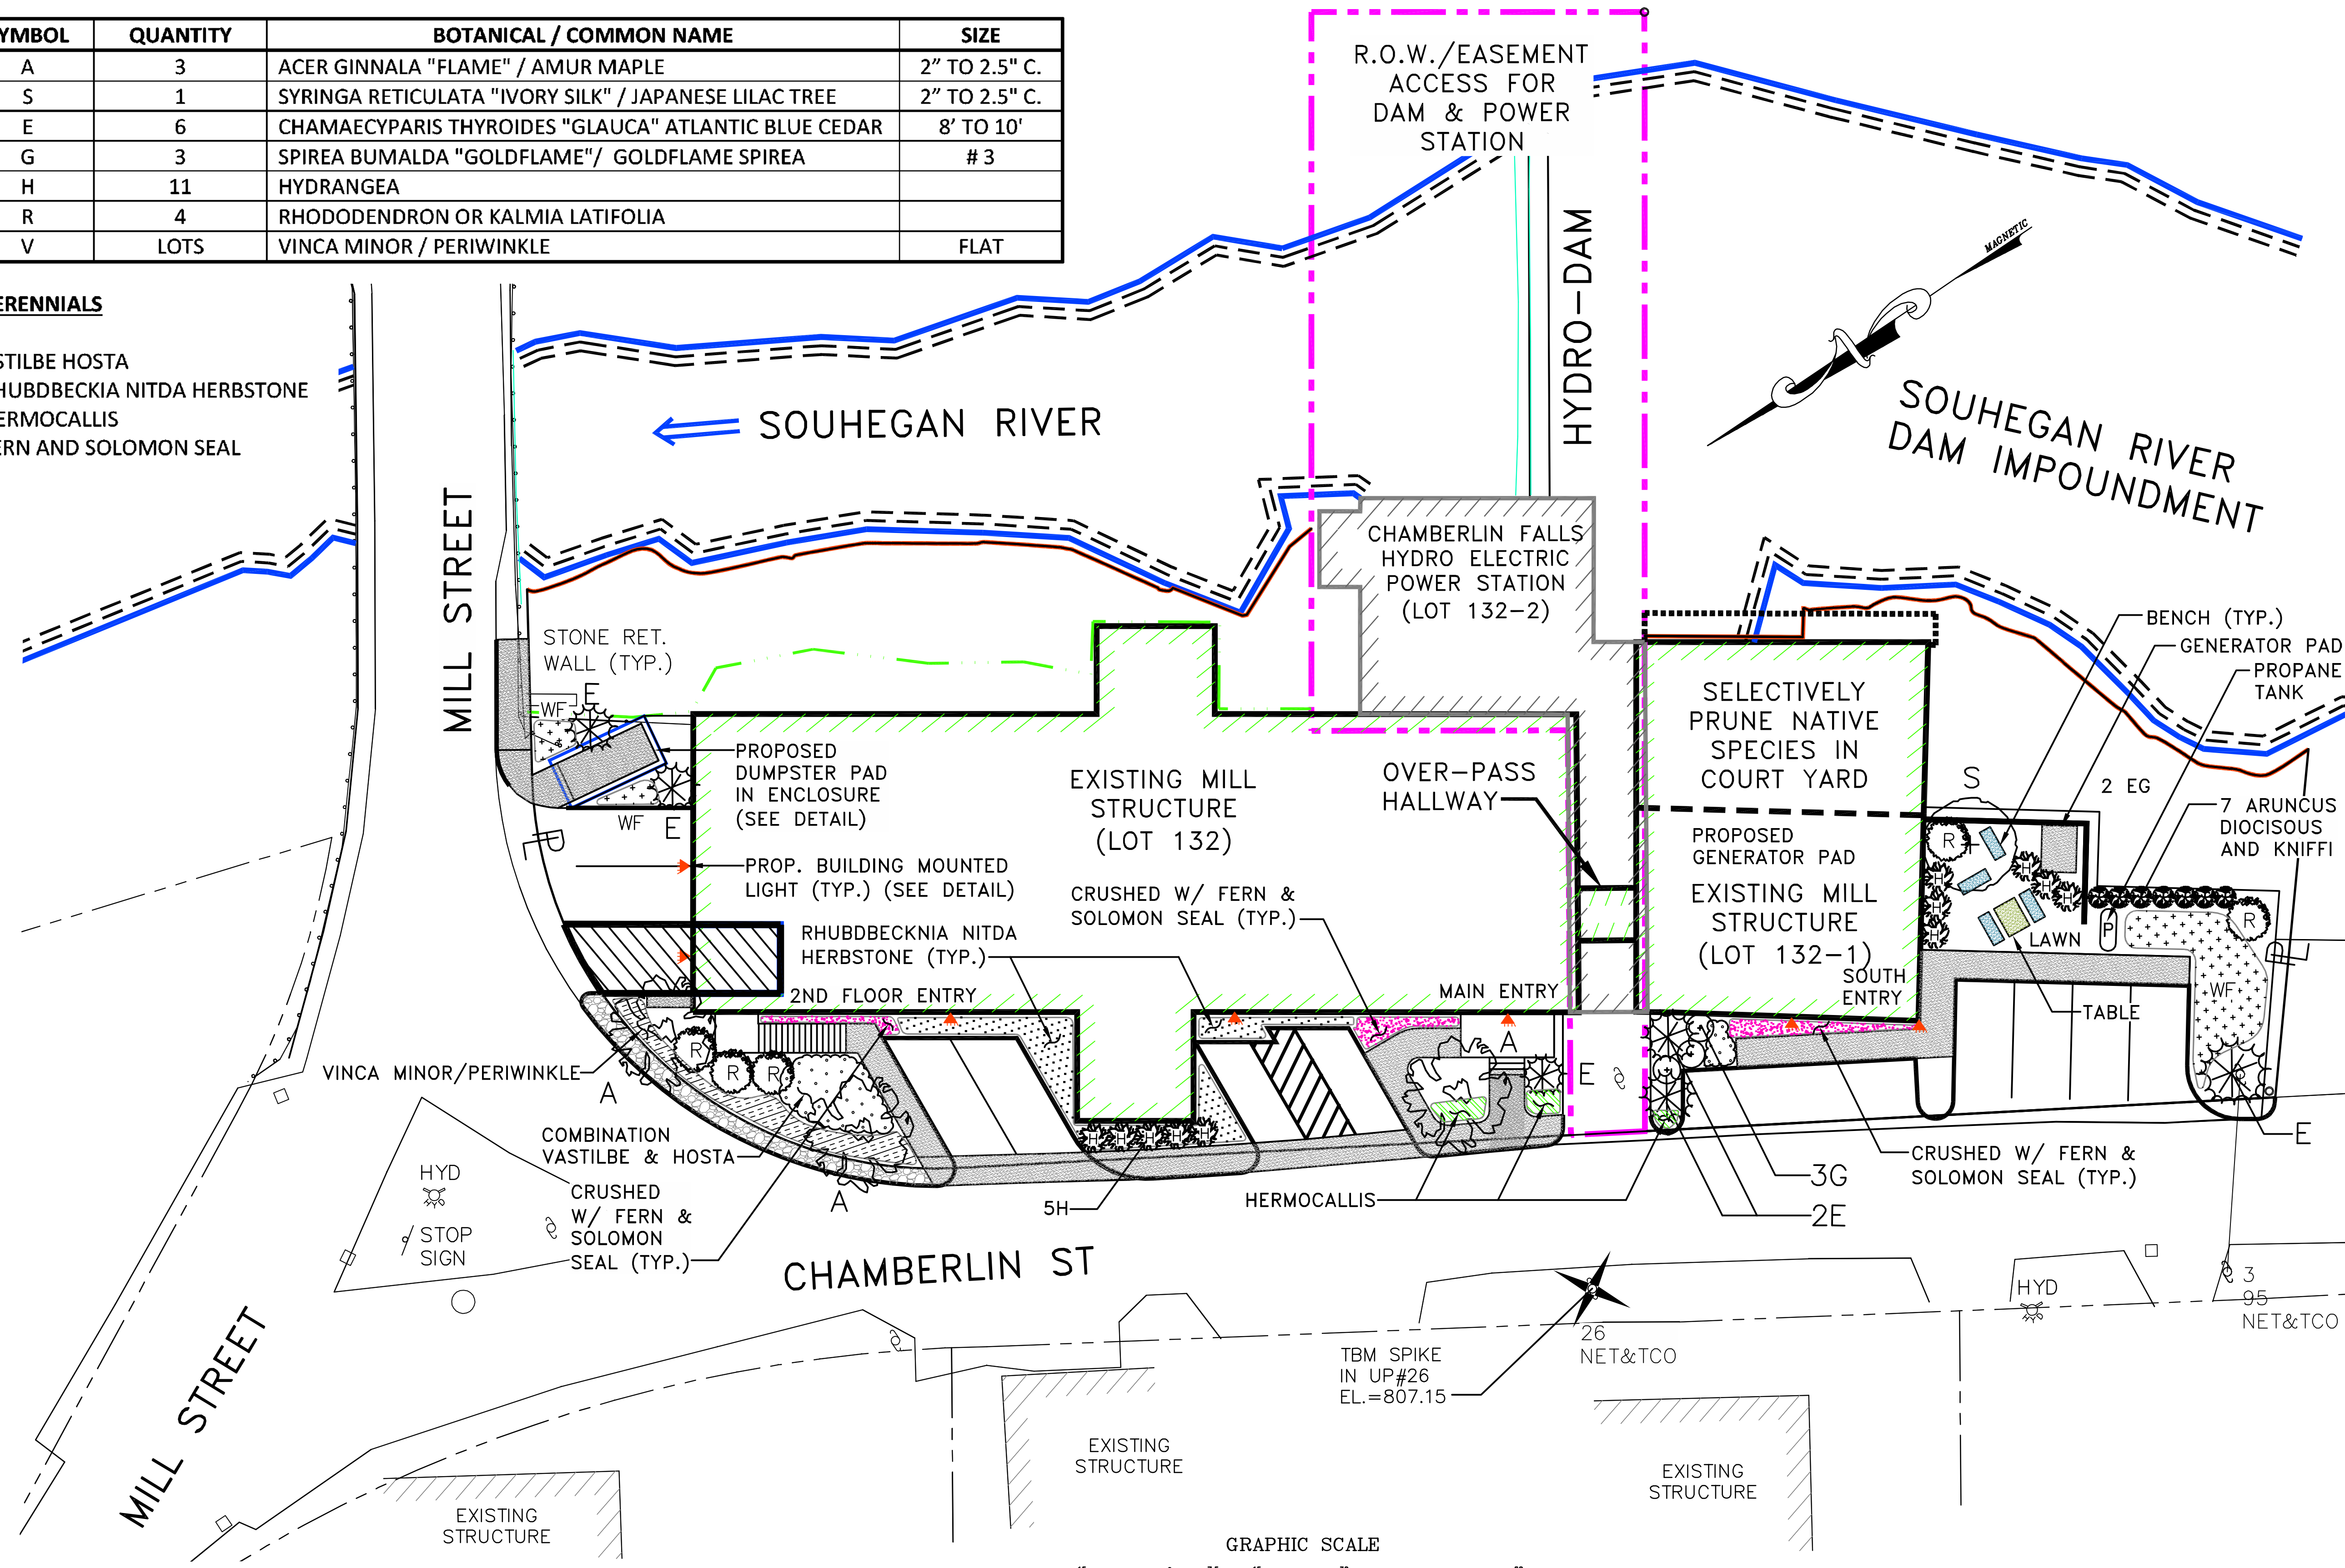 YMBOL QUANTITY BOTANICAL / COMMON NAME SIZE
A 3 ACER GINNALA "FLAME" / AMUR MAPLE 2” TO 2.5" C.
S 1 SYRINGA RETICULATA "IVORY SILK" / JAPANESE LILAC TREE 2” TO 2.5" C.
E 6 CHAMAECYPARIS THYROIDES "GLAUCA" ATLANTIC BLUE CEDAR 8’ TO 10'
G 3 SPIREA BUMALDA "GOLDFLAME"/ GOLDFLAME SPIREA # 3
H 11 HYDRANGEA
R 4 RHODODENDRON OR KALMIA LATIFOLIA
V LOTS VINCA MINOR / PERIWINKLE FLAT
ERENNIALS
STILBE HOSTA
HUBDBECKIA NITDA HERBSTONE
ERMOCALLIS
ERN AND SOLOMON SEAL
R.O.W./EASEMENT
ACCESS FOR
DAM & POWER
STATION
HYDRO-DAM
MAGNETIC
SOUHEGAN RIVER
DAM IMPOUNDMENT
SOUHEGAN RIVER
MILL STREET
CHAMBERLIN FALLS
HYDRO ELECTRIC
POWER STATION
(LOT 132-2)
STONE RET.
WALL (TYP.)
E
WF
WF
E
PROPOSED
DUMPSTER PAD
IN ENCLOSURE
(SEE DETAIL)
PL
PROP. BUILDING MOUNTED
LIGHT (TYP.) (SEE DETAIL)
EXISTING MILL
STRUCTURE
(LOT 132)
OVER-PASS
HALLWAY
SELECTIVELY
PRUNE NATIVE
SPECIES IN
COURT YARD
PROPOSED
GENERATOR PAD
EXISTING MILL
STRUCTURE
(LOT 132-1)
SOUTH
ENTRY
BENCH (TYP.)
GENERATOR PAD
PROPANE
TANK
S
2 EG
7 ARUNCUS
DIOCISOUS
AND KNIFFI
R
H
H
H
H
H
H
LAWN
P
R
PL
WF
TABLE
CRUSHED W/ FERN &
SOLOMON SEAL (TYP.)
RHUBDBECKNIA NITDA
HERBSTONE (TYP.)
2ND FLOOR ENTRY
MAIN ENTRY
A
E
R
R
R
VINCA MINOR/PERIWINKLE
A
COMBINATION
VASTILBE & HOSTA
CRUSHED
W/ FERN &
SOLOMON
SEAL (TYP.)
A
H
H
H
H
H
5H
HERMOCALLIS
3G
2E
CRUSHED W/ FERN &
SOLOMON SEAL (TYP.)
E
HYD
STOP
SIGN
CHAMBERLIN ST
MILL STREET
TBM SPIKE
IN UP#26
EL.=807.15
26
NET&TCO
HYD
3
95
NET&TCO
EXISTING
STRUCTURE
EXISTING
STRUCTURE
EXISTING
STRUCTURE
GRAPHIC SCALE